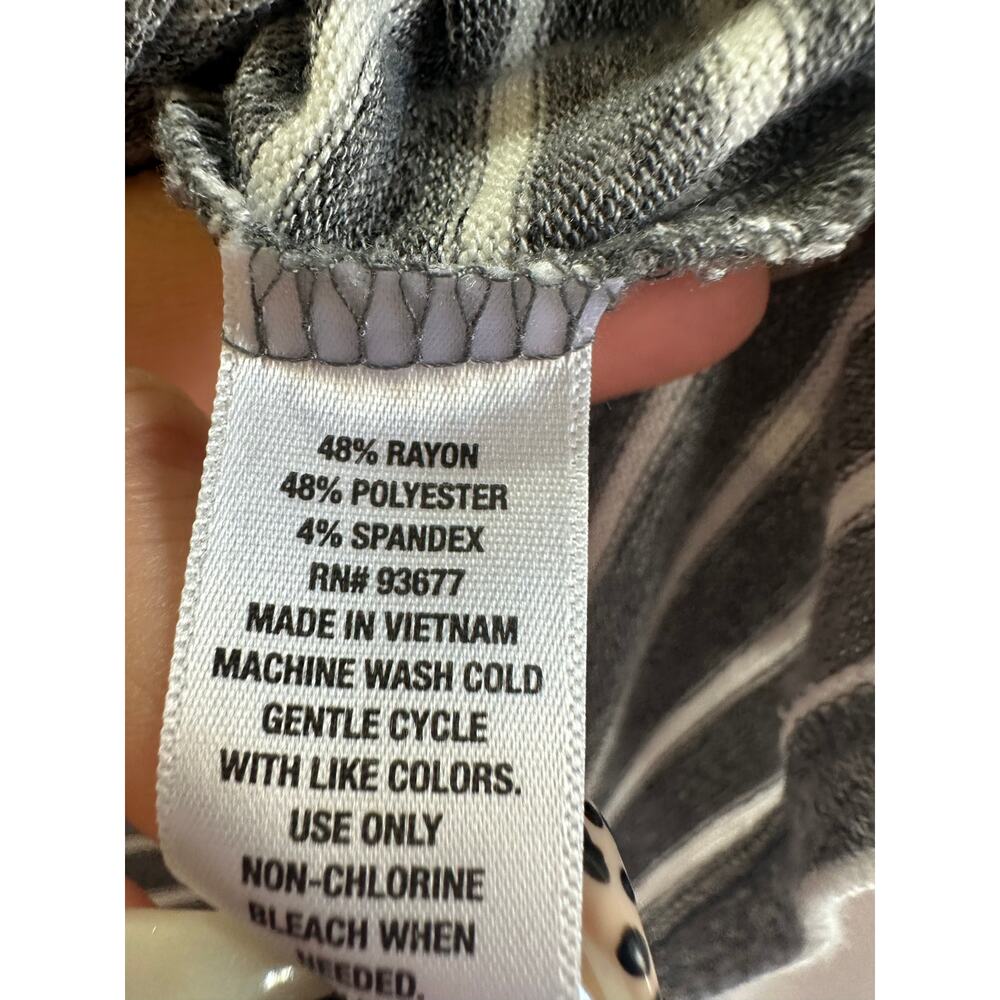 48% RAYON
48% POLYESTER
4% SPANDEX
RN# 93677
MADE IN VIETNAM
MACHINE WASH COLD
GENTLE CYCLE
WITH LIKE COLORS.
USE ONLY
NON-CHLORINE
BLEACH WHEN
NEEDED.